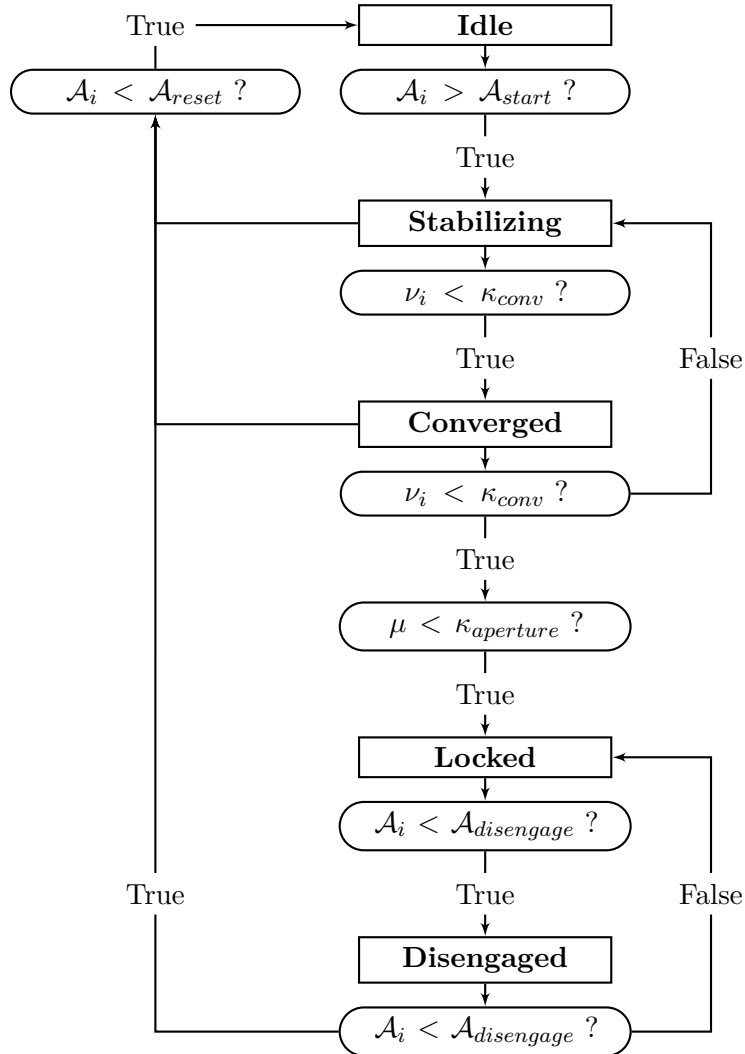 True
Idle
𝒜_i < 𝒜_reset ?
𝒜_i > 𝒜_start ?
True
Stabilizing
ν_i < κ_conv ?
True
False
Converged
ν_i < κ_conv ?
True
μ < κ_aperture ?
True
Locked
𝒜_i < 𝒜_disengage ?
True
True
False
Disengaged
𝒜_i < 𝒜_disengage ?